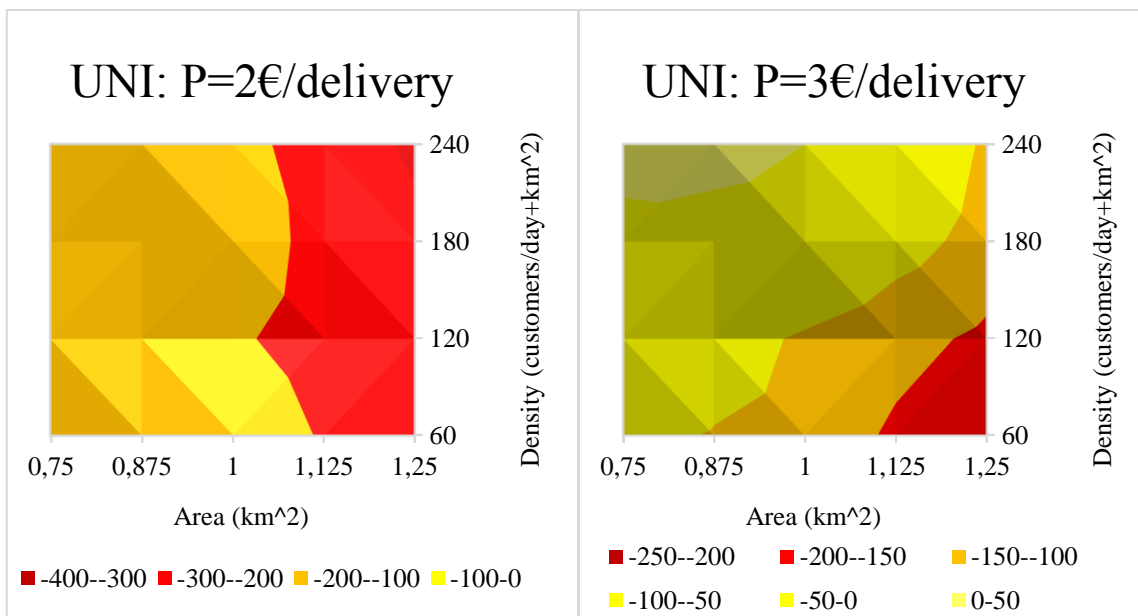 UNI: P=2€/delivery
240
180
120
60
Density (customers/day+km^2)
0,75 0,875 1 1,125 1,25
Area (km^2)
-400--300 -300--200 -200--100 -100-0
UNI: P=3€/delivery
240
180
120
60
Density (customers/day+km^2)
0,75 0,875 1 1,125 1,25
Area (km^2)
-250--200 -200--150 -150--100
-100--50 -50-0 0-50